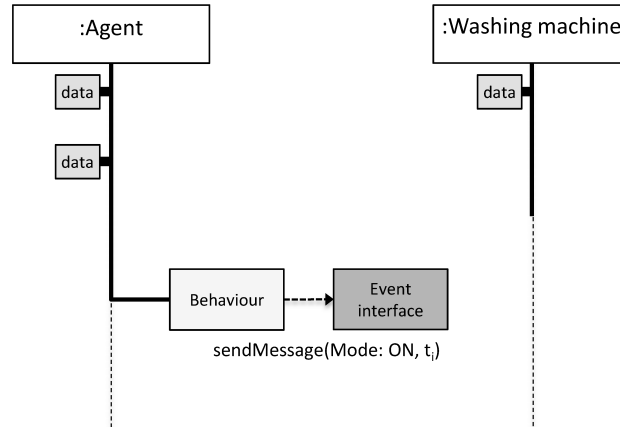 :Agent
:Washing machine
data
data
data
Behaviour
Event
interface
sendMessage(Mode: ON, tᵢ)